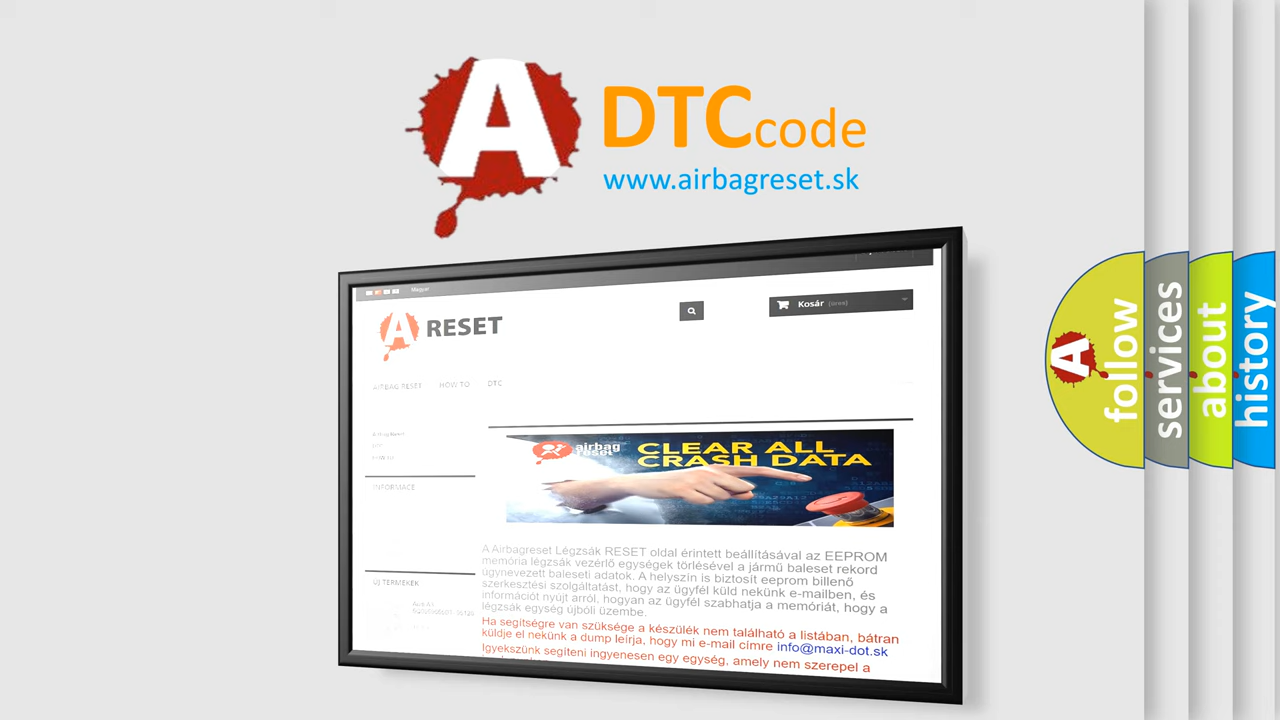 A
DTC code
www.airbagreset.sk
Magyar
A RESET
Kosár (üres)
AIRBAG RESET HOW TO DTC
INFORMACE
airbag reset
CLEAR ALL
CRASH DATA
A Airbagreset Légzsák RESET oldal érintett beállításával az EEPROM
memória légzsák vezérlő egységek törlésével a jármű baleset rekord
úgynevezett baleseti adatok. A helyszín is biztosít eeprom billenő
szerkesztési szolgáltatást, hogy az ügyfél küld nekünk e-mailben, és
információt nyújt arról, hogyan az ügyfél szabhatja a memóriát, hogy a
légzsák egység újbóli üzembe.
ÚJ TERMÉKEK
Ha segítségre van szüksége a készülék nem található a listában, bátran
küldje el nekünk a dump leírja, hogy mi e-mail címre info@maxi-dot.sk
Igyekszünk segíteni ingyenesen egy egység, amely nem szerepel a
A
follow
services
about
history